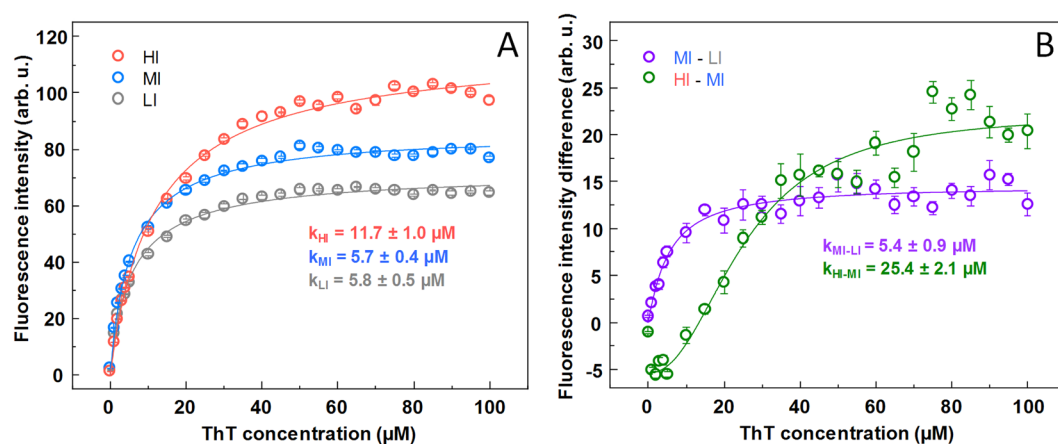 A
Fluorescence intensity (arb. u.)
120
100
80
60
40
20
0
HI
MI
LI
kHI = 11.7 ± 1.0 µM
kMI = 5.7 ± 0.4 µM
kLI = 5.8 ± 0.5 µM
0 20 40 60 80 100
ThT concentration (µM)
B
Fluorescence intensity difference (arb. u.)
30
25
20
15
10
5
0
-5
MI - LI
HI - MI
kMI-LI = 5.4 ± 0.9 µM
kHI-MI = 25.4 ± 2.1 µM
0 20 40 60 80 100
ThT concentration (µM)